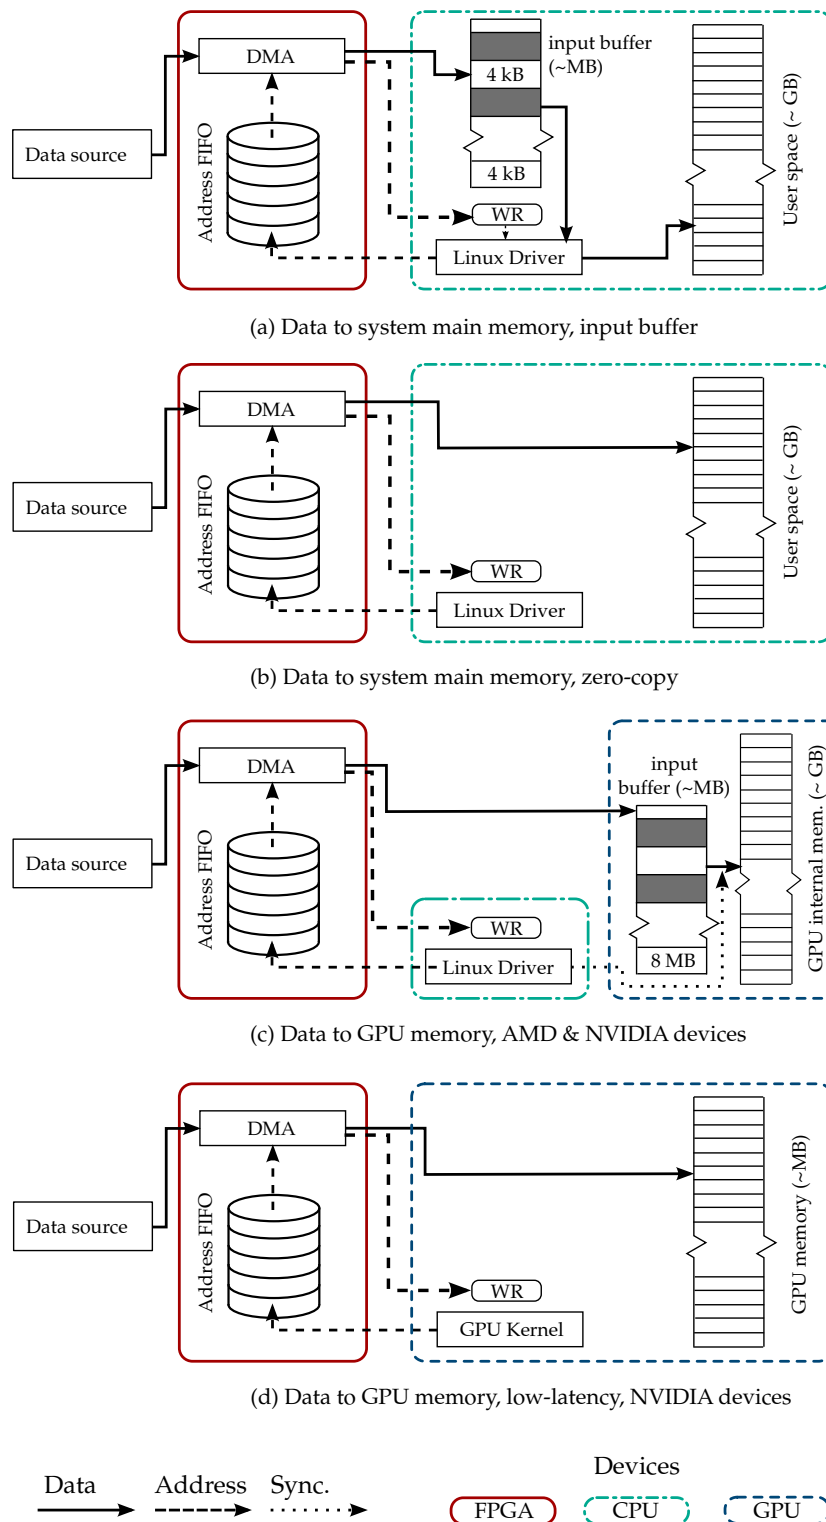 DMA
input buffer
(~MB)
4 kB
Data source
Address FIFO
4 kB
WR
Linux Driver
User space (~ GB)
(a) Data to system main memory, input buffer
DMA
Data source
Address FIFO
WR
Linux Driver
User space (~ GB)
(b) Data to system main memory, zero-copy
DMA
input
buffer (~MB)
Data source
Address FIFO
WR
Linux Driver
8 MB
GPU internal mem. (~ GB)
(c) Data to GPU memory, AMD & NVIDIA devices
DMA
Data source
Address FIFO
WR
GPU Kernel
GPU memory (~MB)
(d) Data to GPU memory, low-latency, NVIDIA devices
Data Address Sync.
Devices
FPGA CPU GPU